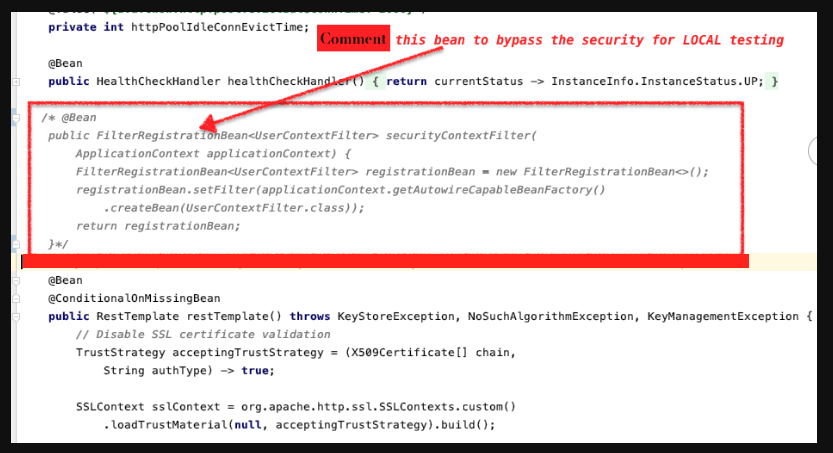 private int httpPoolIdleConnEvictTime;
Comment this bean to bypass the security for LOCAL testing
@Bean
public HealthCheckHandler healthCheckHandler() { return currentStatus -> InstanceInfo.InstanceStatus.UP; }
/* @Bean
public FilterRegistrationBean<UserContextFilter> securityContextFilter(
ApplicationContext applicationContext) {
FilterRegistrationBean<UserContextFilter> registrationBean = new FilterRegistrationBean<>();
registrationBean.setFilter(applicationContext.getAutowireCapableBeanFactory()
.createBean(UserContextFilter.class));
return registrationBean;
}*/
@Bean
@ConditionalOnMissingBean
public RestTemplate restTemplate() throws KeyStoreException, NoSuchAlgorithmException, KeyManagementException {
// Disable SSL certificate validation
TrustStrategy acceptingTrustStrategy = (X509Certificate[] chain,
String authType) -> true;
SSLContext sslContext = org.apache.http.ssl.SSLContexts.custom()
.loadTrustMaterial(null, acceptingTrustStrategy).build();